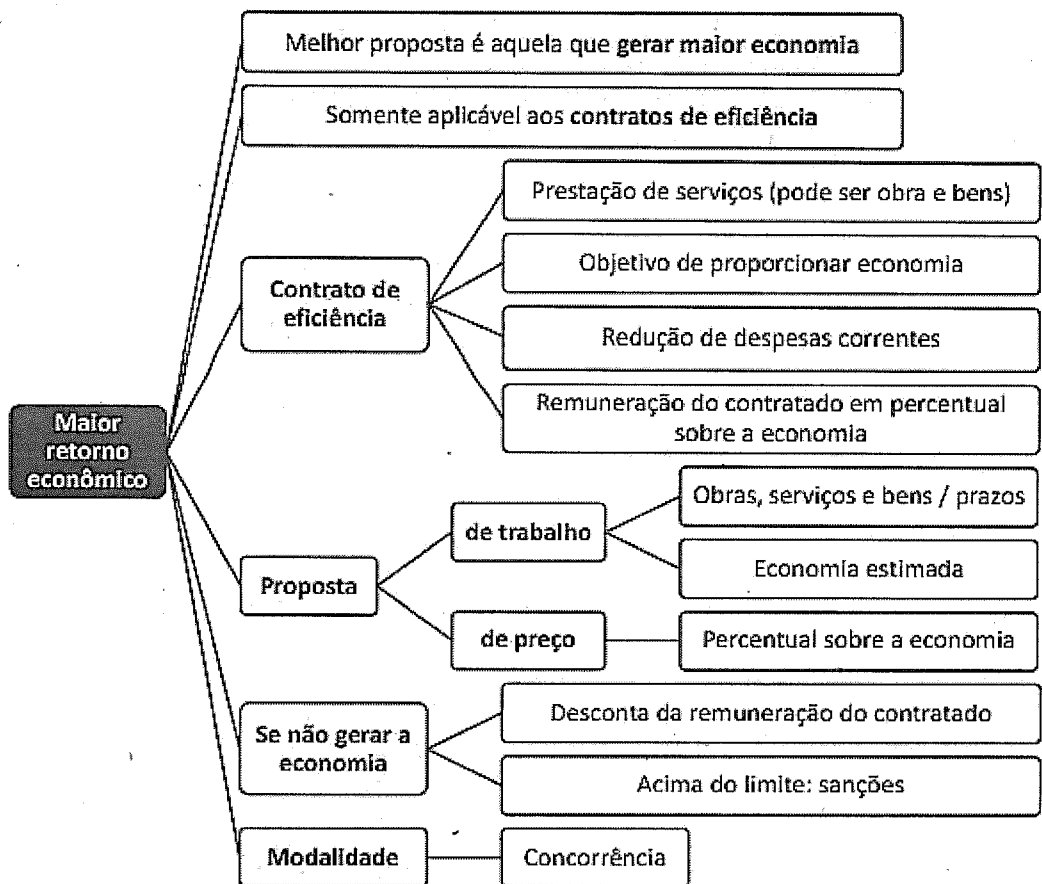 Melhor proposta é aquela que gerar maior economia
Somente aplicável aos contratos de eficiência
Prestação de serviços (pode ser obra e bens)
Objetivo de proporcionar economia
Contrato de
eficiência
Redução de despesas correntes
Remuneração do contratado em percentual
sobre a economia
Maior
retorno
econômico
Obras, serviços e bens / prazos
de trabalho
Economia estimada
Proposta
de preço
Percentual sobre a economia
Desconta da remuneração do contratado
Se não gerar a
economia
Acima do limite: sanções
Modalidade
Concorrência